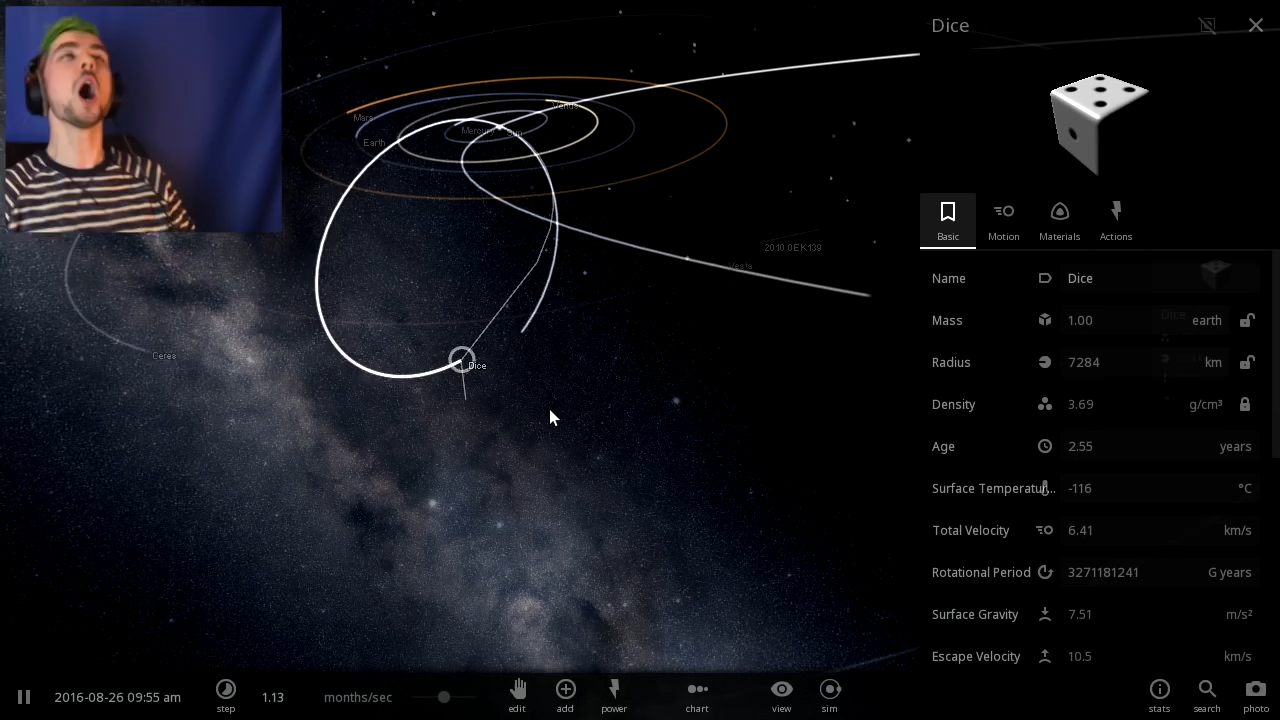 Dice
Venus
Mars
Mercury
Sun
Earth
2010 OEK139
Vesta
Ceres
Dice
Basic
Motion
Materials
Actions
Name Dice
Mass 1.00 earth
Radius 7284 km
Density 3.69 g/cm³
Age 2.55 years
Surface Temperatur... -116 °C
Total Velocity 6.41 km/s
Rotational Period 3271181241 G years
Surface Gravity 7.51 m/s²
Escape Velocity 10.5 km/s
2016-08-26 09:55 am
step
1.13 months/sec
edit
add
power
chart
view
sim
stats
search
photo